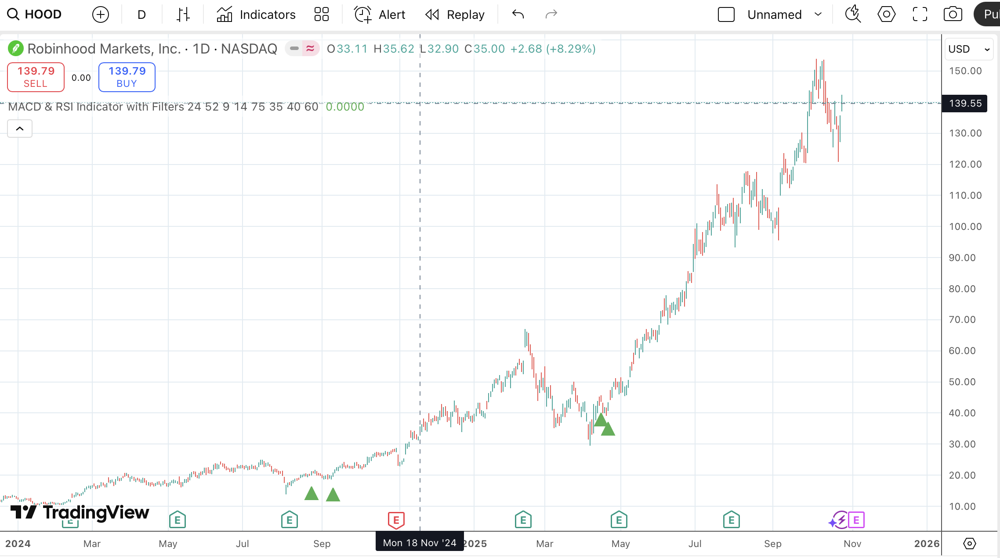 HOOD D Indicators Alert Replay Unnamed
Robinhood Markets, Inc. · 1D · NASDAQ O33.11 H35.62 L32.90 C35.00 +2.68 (+8.29%) USD
139.79 SELL 0.00 139.79 BUY
MACD & RSI Indicator with Filters 24 52 9 14 75 35 40 60 0.0000
150.00
139.55
130.00
120.00
110.00
100.00
90.00
80.00
70.00
60.00
50.00
40.00
30.00
20.00
10.00
TradingView
E E E E E E E E
2024 Mar May Jul Sep Mon 18 Nov '24 2025 Mar May Jul Sep Nov 2026